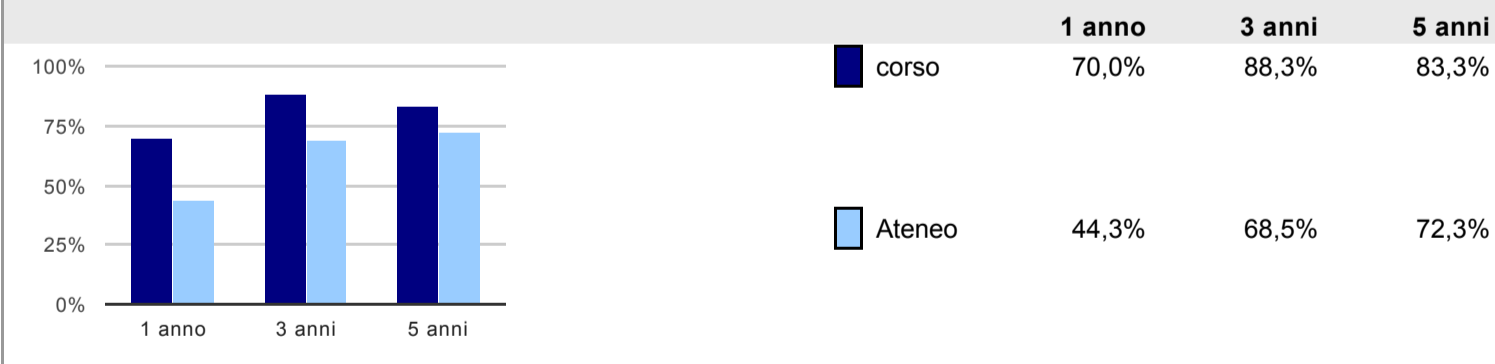 1 anno 3 anni 5 anni
100%
75%
50%
25%
0%
1 anno 3 anni 5 anni
corso 70,0% 88,3% 83,3%
Ateneo 44,3% 68,5% 72,3%